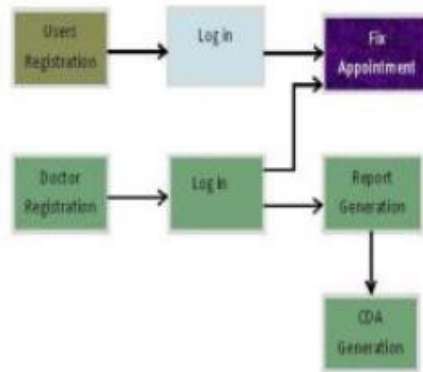 Users
Registration
Log in
Fix
Appointment
Doctor
Registration
Log in
Report
Generation
CDA
Generation